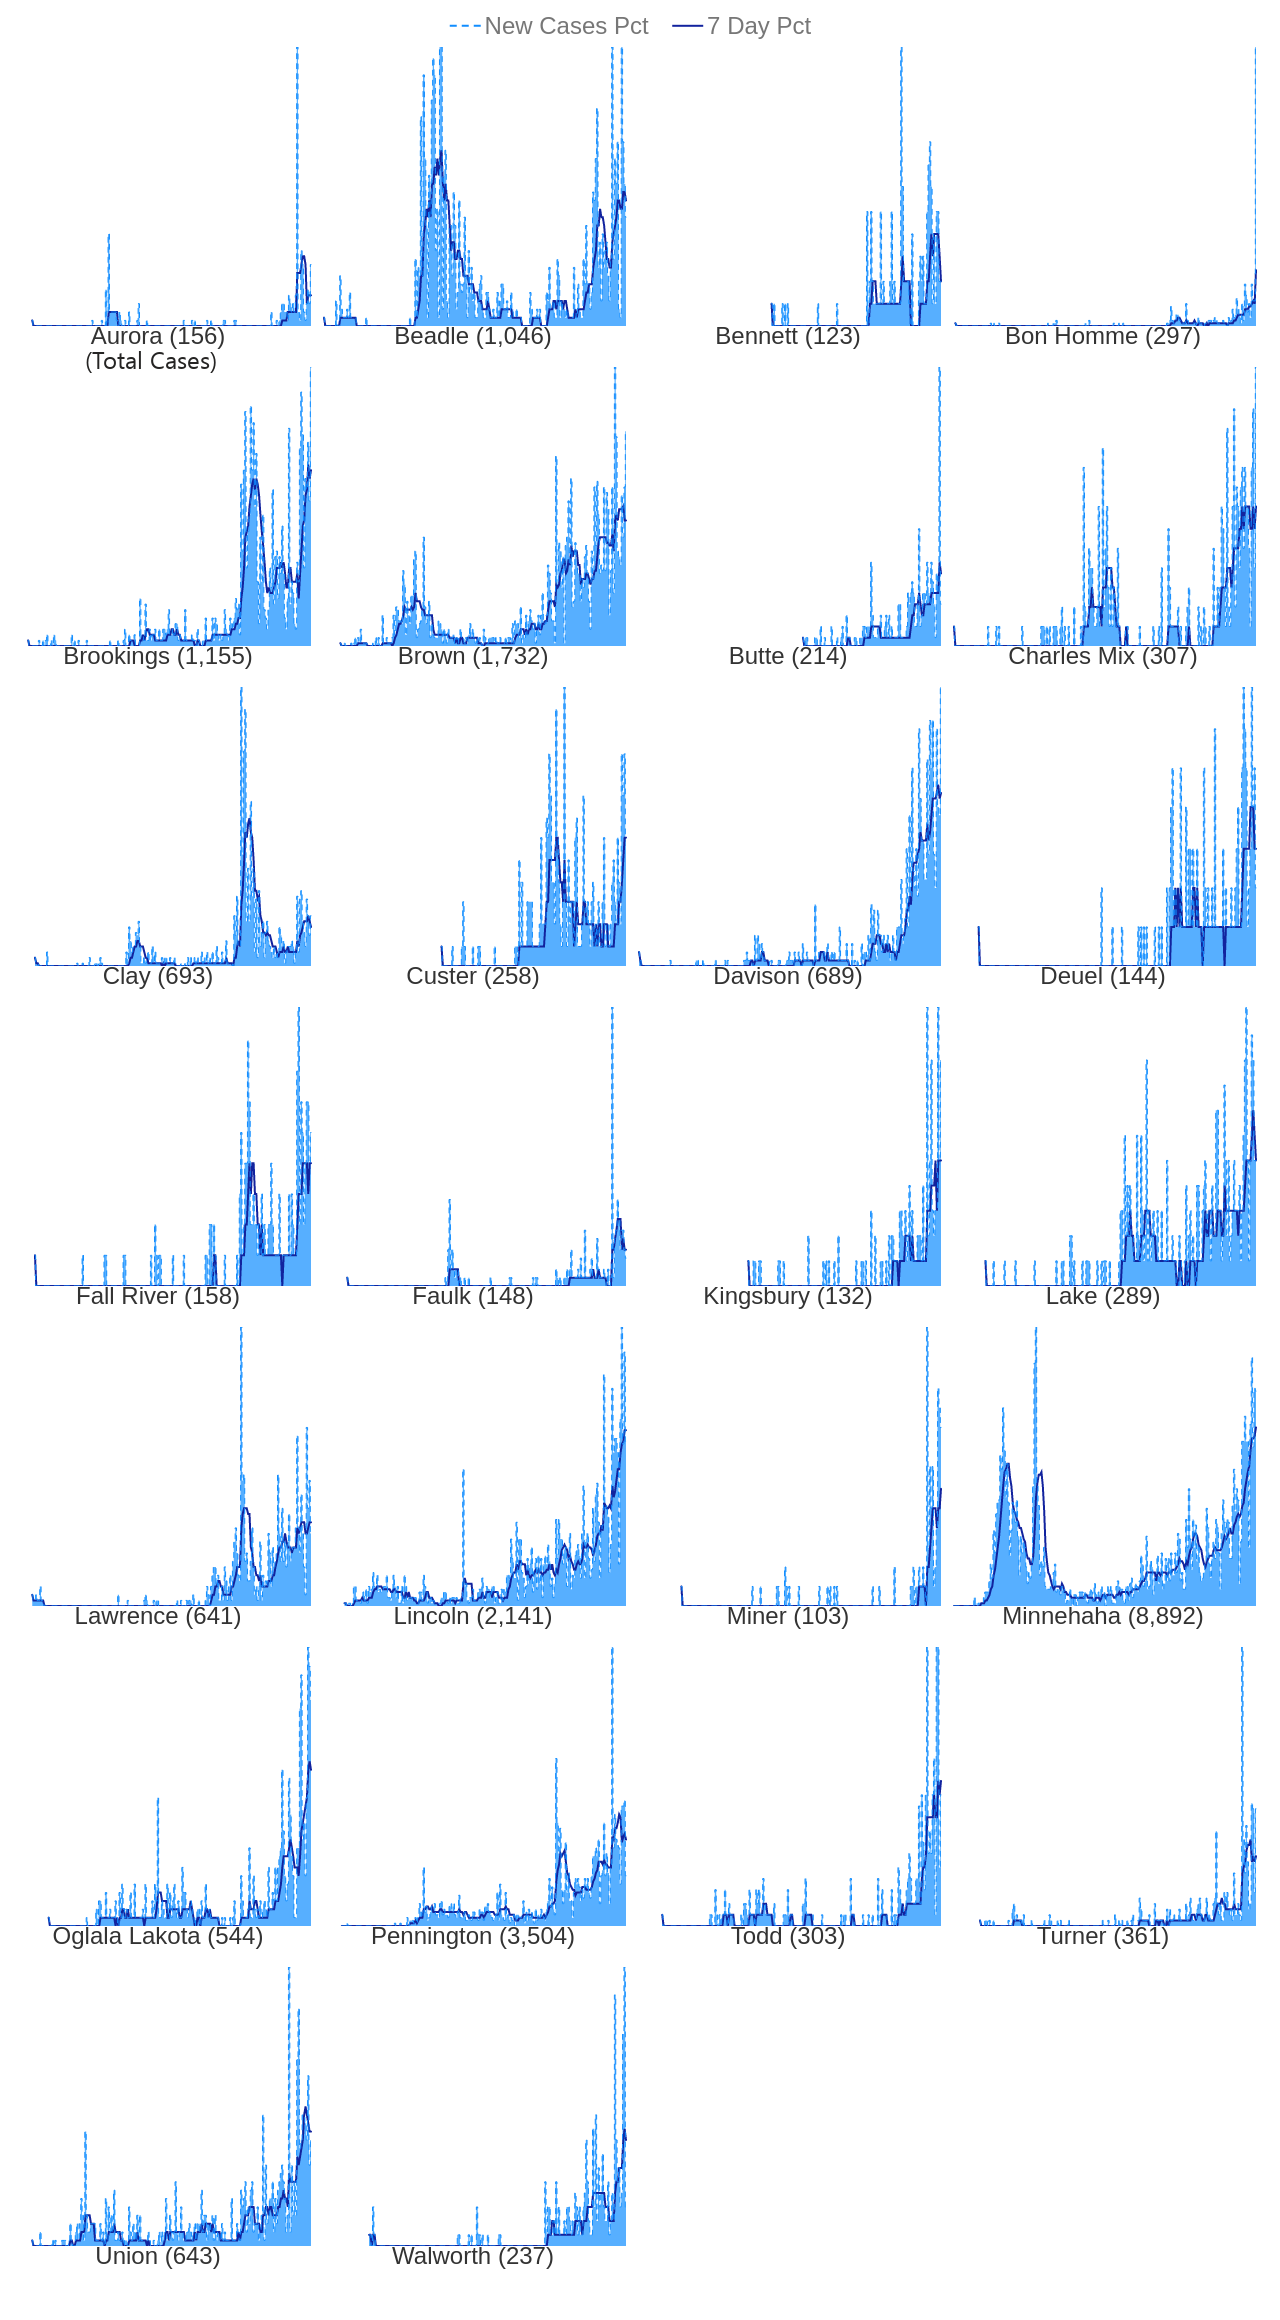 New Cases Pct 7 Day Pct
Aurora (156) Beadle (1,046) Bennett (123) Bon Homme (297)
(Total Cases)
Brookings (1,155) Brown (1,732) Butte (214) Charles Mix (307)
Clay (693) Custer (258) Davison (689) Deuel (144)
Fall River (158) Faulk (148) Kingsbury (132) Lake (289)
Lawrence (641) Lincoln (2,141) Miner (103) Minnehaha (8,892)
Oglala Lakota (544) Pennington (3,504) Todd (303) Turner (361)
Union (643) Walworth (237)